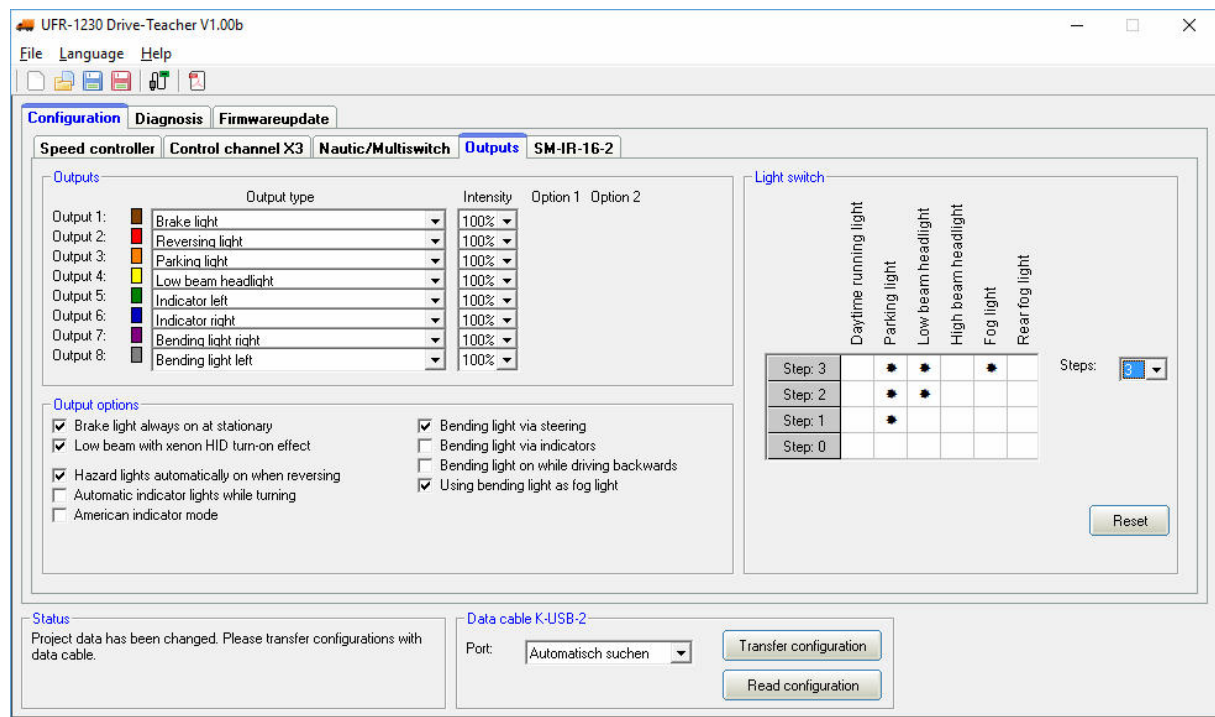 UFR-1230 Drive-Teacher V1.00b
File Language Help
Configuration Diagnosis Firmwareupdate
Speed controller Control channel X3 Nautic/Multiswitch Outputs SM-IR-16-2
Outputs
Output type Intensity Option 1 Option 2
Output 1: Brake light 100%
Output 2: Reversing light 100%
Output 3: Parking light 100%
Output 4: Low beam headlight 100%
Output 5: Indicator left 100%
Output 6: Indicator right 100%
Output 7: Bending light right 100%
Output 8: Bending light left 100%
Output options
Brake light always on at stationary
Low beam with xenon HID turn-on effect
Hazard lights automatically on when reversing
Automatic indicator lights while turning
American indicator mode
Bending light via steering
Bending light via indicators
Bending light on while driving backwards
Using bending light as fog light
Light switch
Daytime running light
Parking light
Low beam headlight
High beam headlight
Fog light
Rear fog light
Step: 3
Step: 2
Step: 1
Step: 0
Steps: 3
Reset
Status
Project data has been changed. Please transfer configurations with
data cable.
Data cable K-USB-2
Port: Automatisch suchen
Transfer configuration
Read configuration